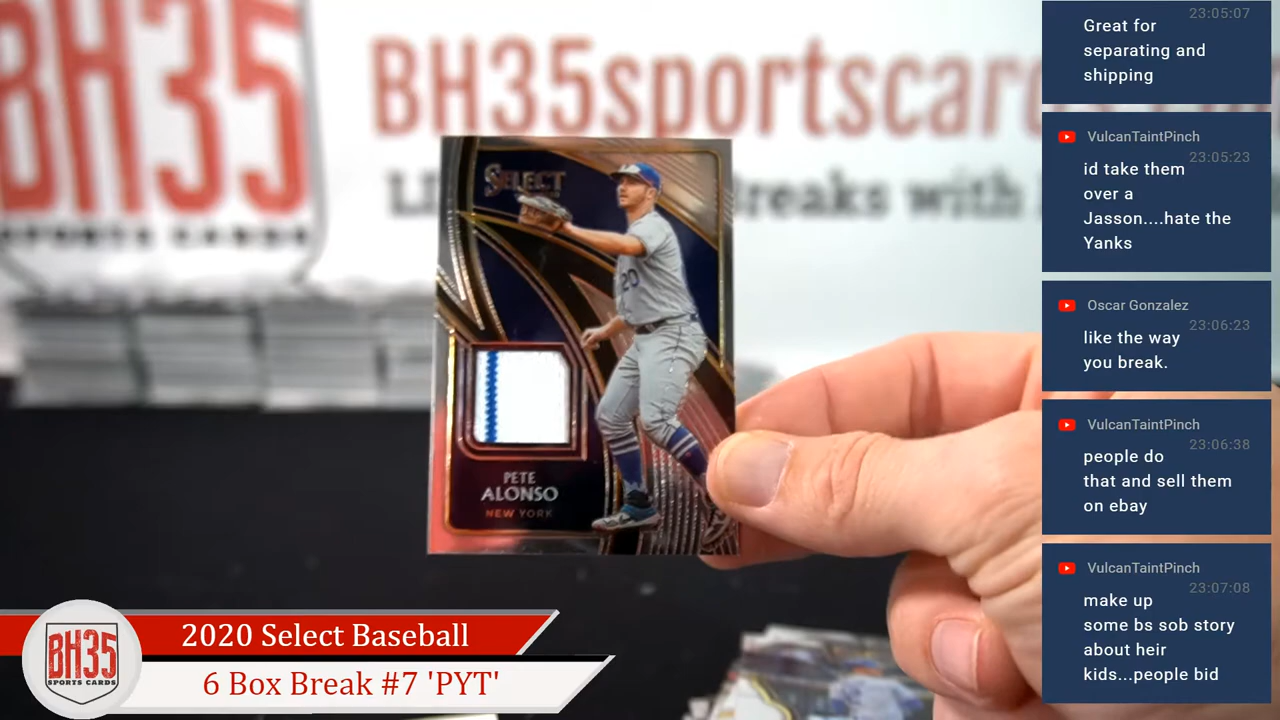 BH35
SPORTS CARDS
BH35sportscard
Breaks with
SELECT
20
PETE
ALONSO
NEW YORK
2020 Select Baseball
6 Box Break #7 'PYT'
BH35
SPORTS CARDS
23:05:07
Great for
separating and
shipping
VulcanTaintPinch
23:05:23
id take them
over a
Jasson....hate the
Yanks
Oscar Gonzalez
23:06:23
like the way
you break.
VulcanTaintPinch
23:06:38
people do
that and sell them
on ebay
VulcanTaintPinch
23:07:08
make up
some bs sob story
about heir
kids...people bid